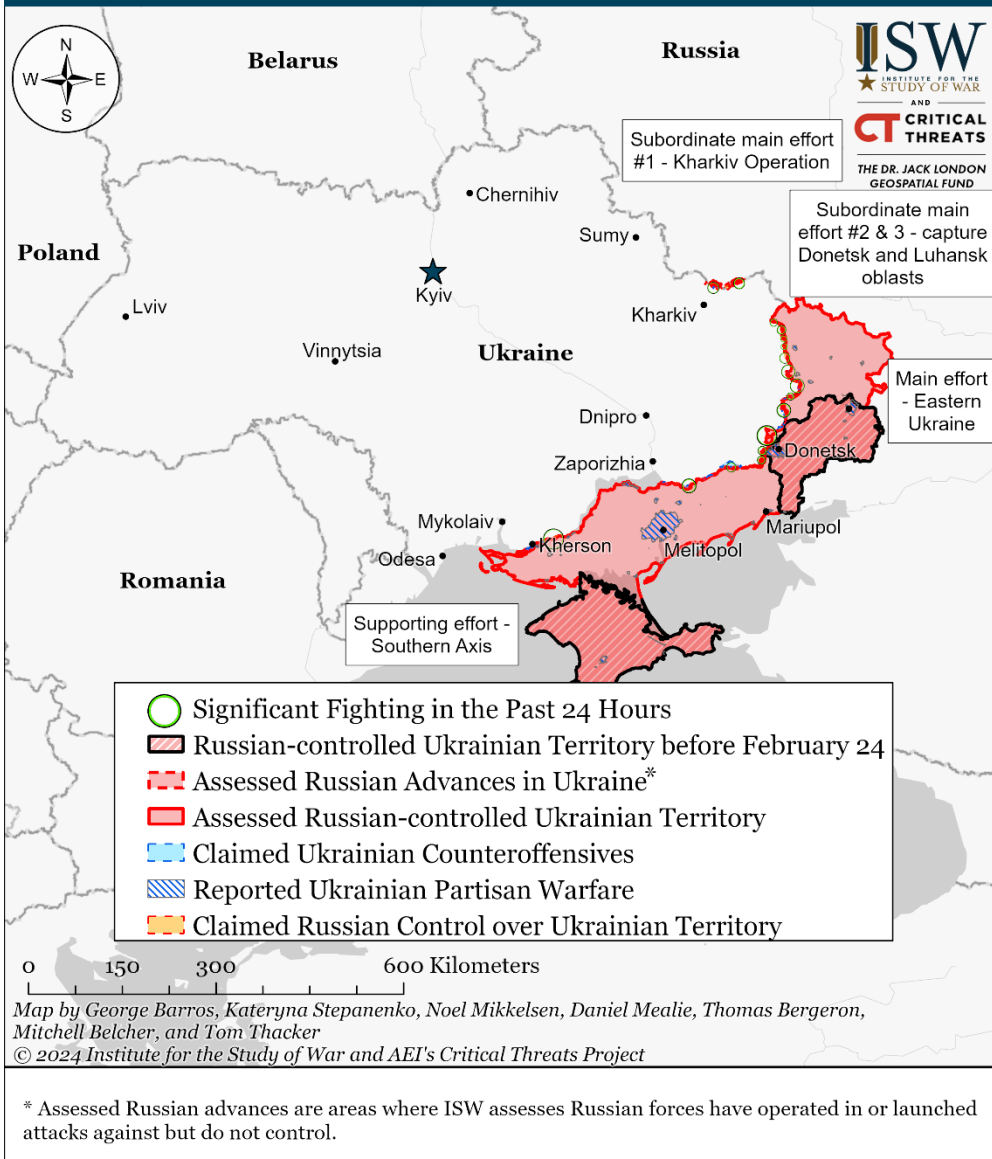 N
W
E
S
Belarus
Russia
ISW
INSTITUTE FOR THE
STUDY OF WAR
AND
CT CRITICAL
THREATS
THE DR. JACK LONDON
GEOSPATIAL FUND
Subordinate main effort
#1 - Kharkiv Operation
Subordinate main
effort #2 & 3 - capture
Donetsk and Luhansk
oblasts
Chernihiv
Sumy
Poland
Kyiv
Lviv
Kharkiv
Vinnytsia
Ukraine
Main effort
- Eastern
Ukraine
Dnipro
Donetsk
Zaporizhia
Mykolaiv
Mariupol
Kherson
Melitopol
Odesa
Romania
Supporting effort -
Southern Axis
Significant Fighting in the Past 24 Hours
Russian-controlled Ukrainian Territory before February 24
Assessed Russian Advances in Ukraine*
Assessed Russian-controlled Ukrainian Territory
Claimed Ukrainian Counteroffensives
Reported Ukrainian Partisan Warfare
Claimed Russian Control over Ukrainian Territory
0 150 300 600 Kilometers
Map by George Barros, Kateryna Stepanenko, Noel Mikkelsen, Daniel Mealie, Thomas Bergeron,
Mitchell Belcher, and Tom Thacker
© 2024 Institute for the Study of War and AEI's Critical Threats Project
* Assessed Russian advances are areas where ISW assesses Russian forces have operated in or launched
attacks against but do not control.